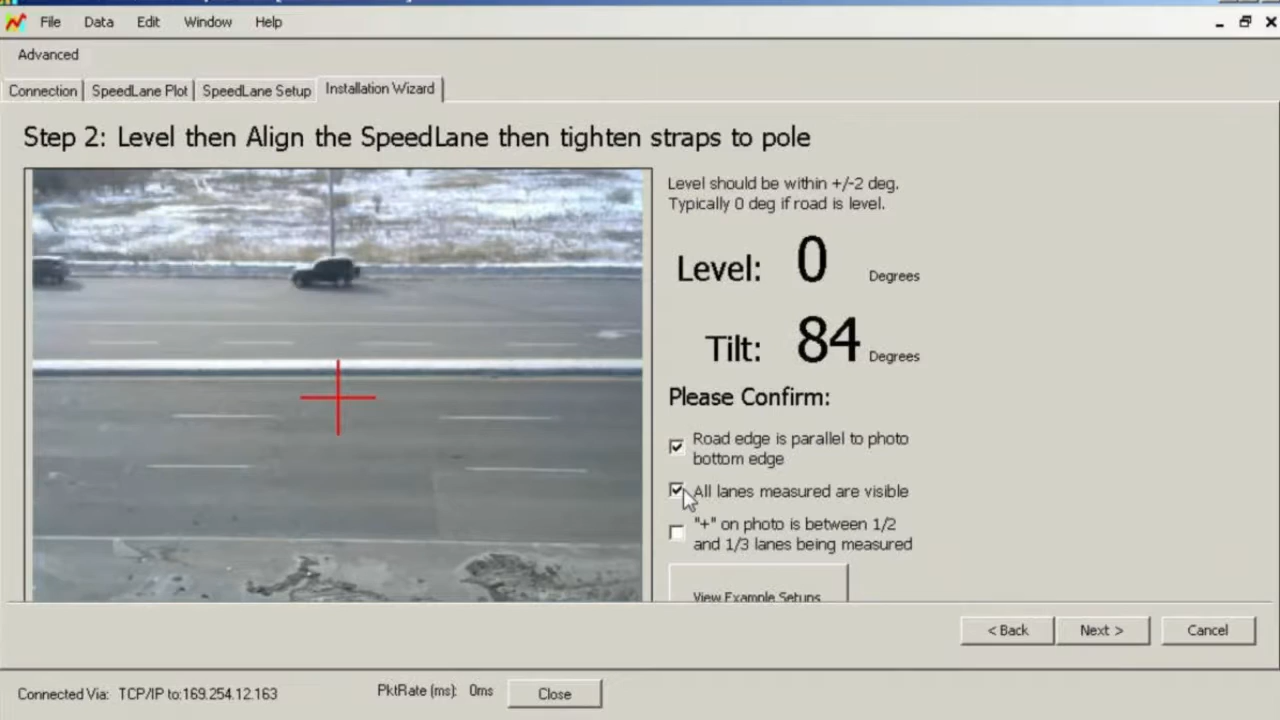 File Data Edit Window Help
Advanced
Connection SpeedLane Plot SpeedLane Setup Installation Wizard
Step 2: Level then Align the SpeedLane then tighten straps to pole
Level should be within +/-2 deg.
Typically 0 deg if road is level.
Level: 0 Degrees
Tilt: 84 Degrees
Please Confirm:
Road edge is parallel to photo
bottom edge
All lanes measured are visible
"+" on photo is between 1/2
and 1/3 lanes being measured
View Example Setups
< Back Next > Cancel
Connected Via: TCP/IP to:169.254.12.163 PktRate (ms): 0ms Close